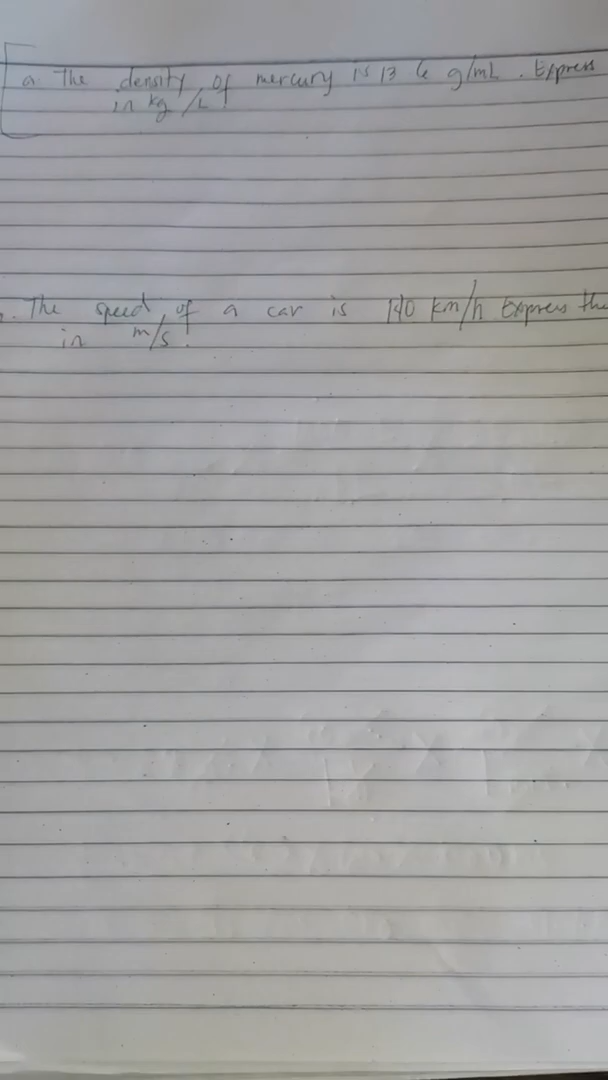 a. The density of mercury is 13 6 g/mL. Express
in kg/L!
. The speed of a car is 140 km/h Express the
in m/s!